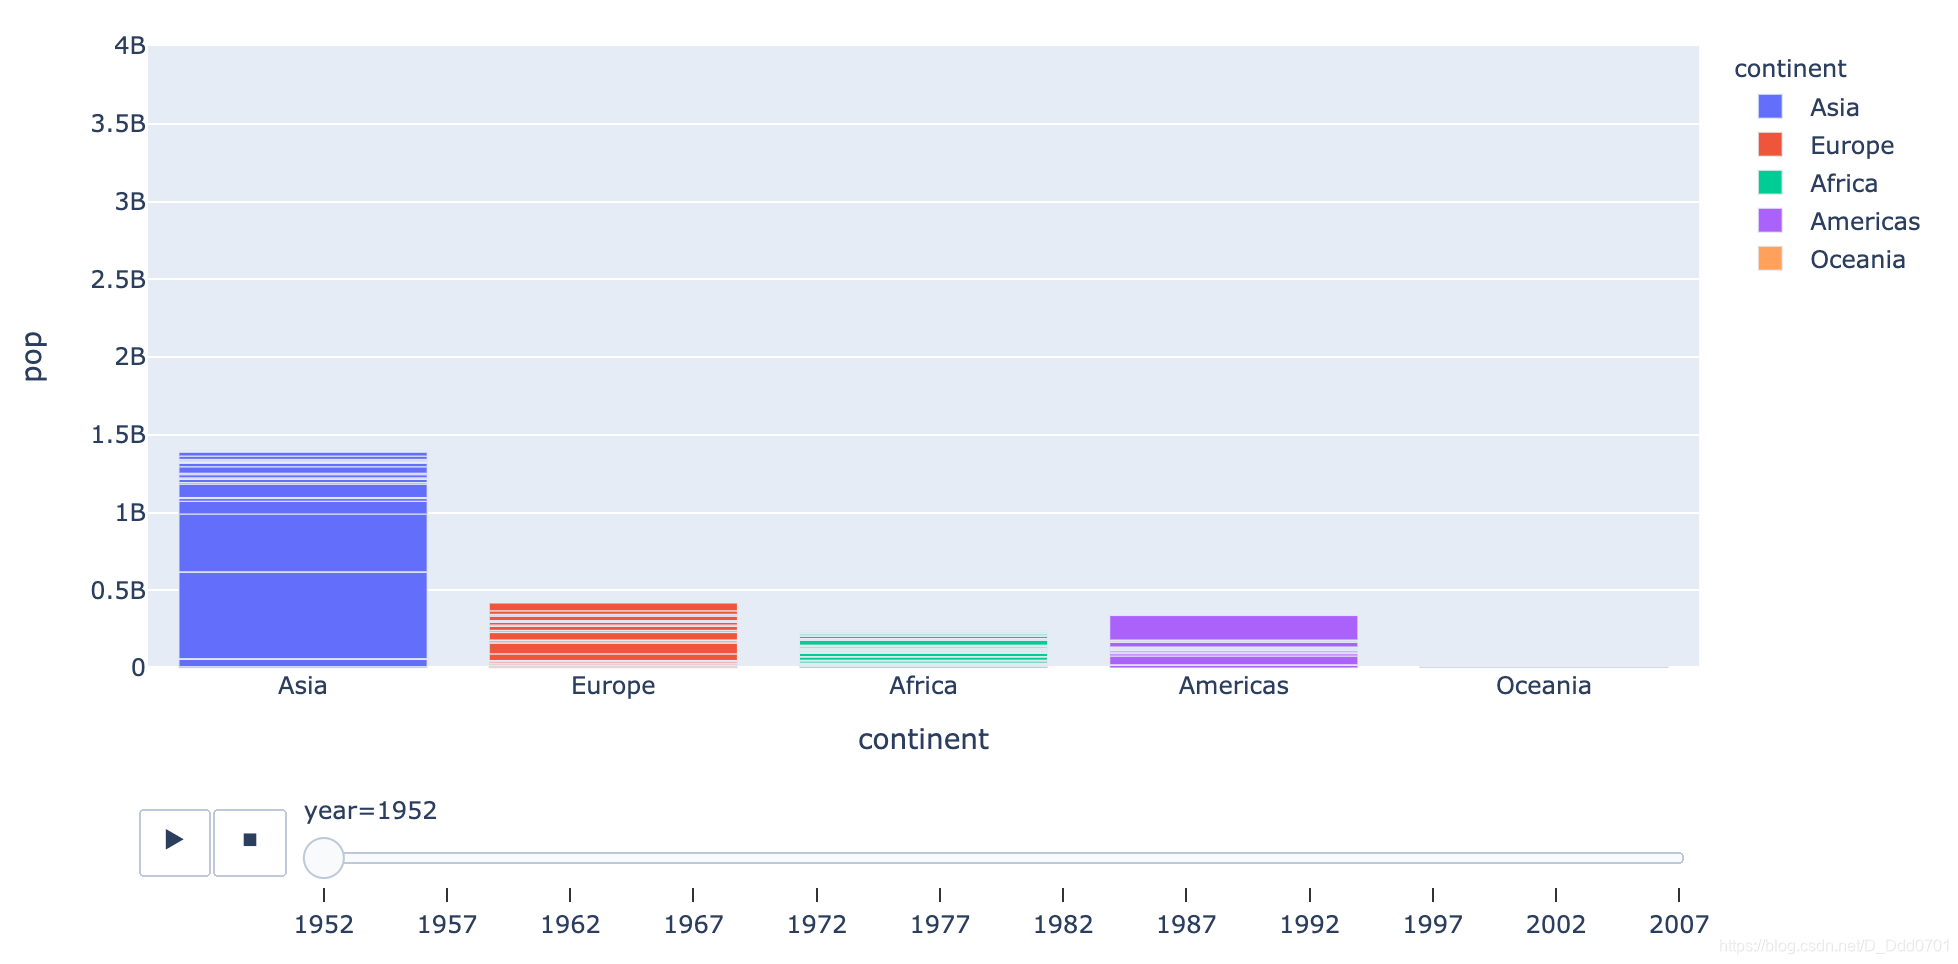 4B
3.5B
3B
2.5B
2B
1.5B
1B
0.5B
0
pop
Asia Europe Africa Americas Oceania
continent
continent
Asia
Europe
Africa
Americas
Oceania
year=1952
1952 1957 1962 1967 1972 1977 1982 1987 1992 1997 2002 2007
https://blog.csdn.net/D_Ddd0701